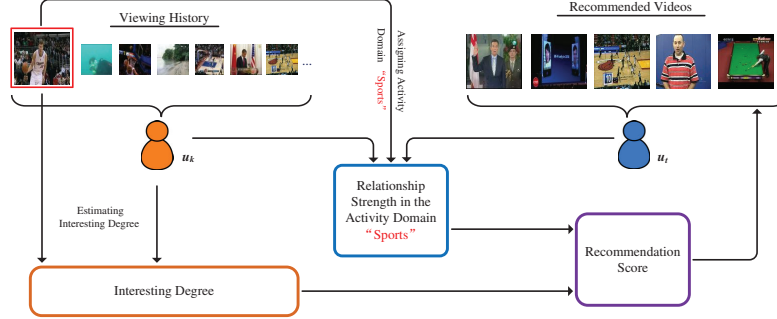 Viewing History
Recommended Videos
...
Assigning Activity
Domain “Sports”
u_k
u_t
Estimating
Interesting Degree
Relationship
Strength in the
Activity Domain
“Sports”
Recommendation
Score
Interesting Degree